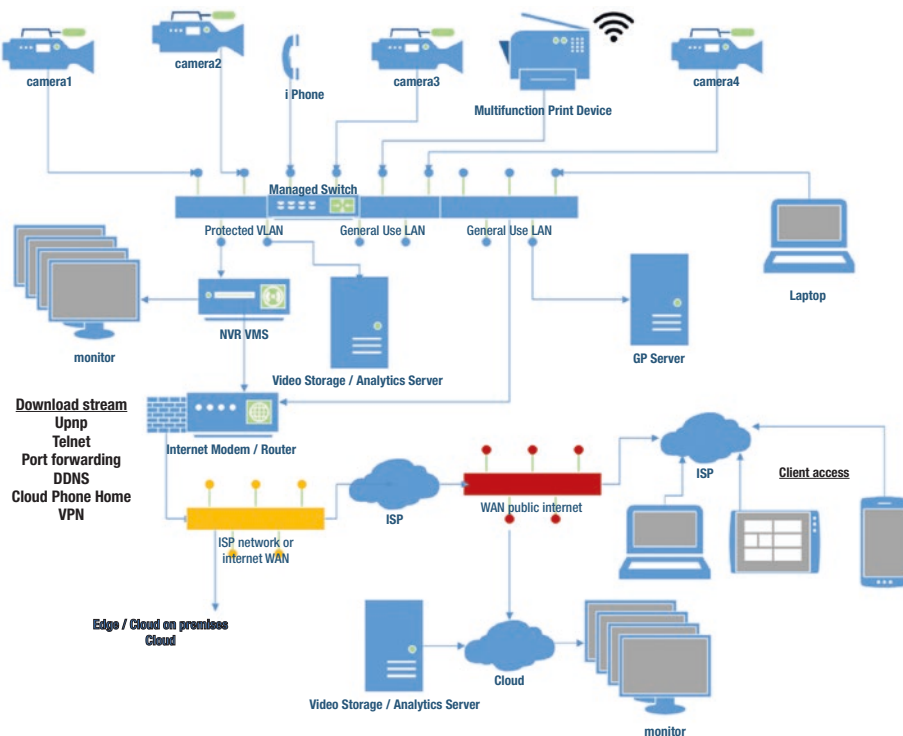 camera1
camera2
i Phone
camera3
Multifunction Print Device
camera4
Managed Switch
Protected VLAN
General Use LAN
General Use LAN
Laptop
monitor
NVR VMS
Video Storage / Analytics Server
GP Server
Download stream
Upnp
Telnet
Port forwarding
DDNS
Cloud Phone Home
VPN
Internet Modem / Router
ISP network or
internet WAN
ISP
WAN public internet
ISP
Client access
Edge / Cloud on premises
Cloud
Video Storage / Analytics Server
Cloud
monitor